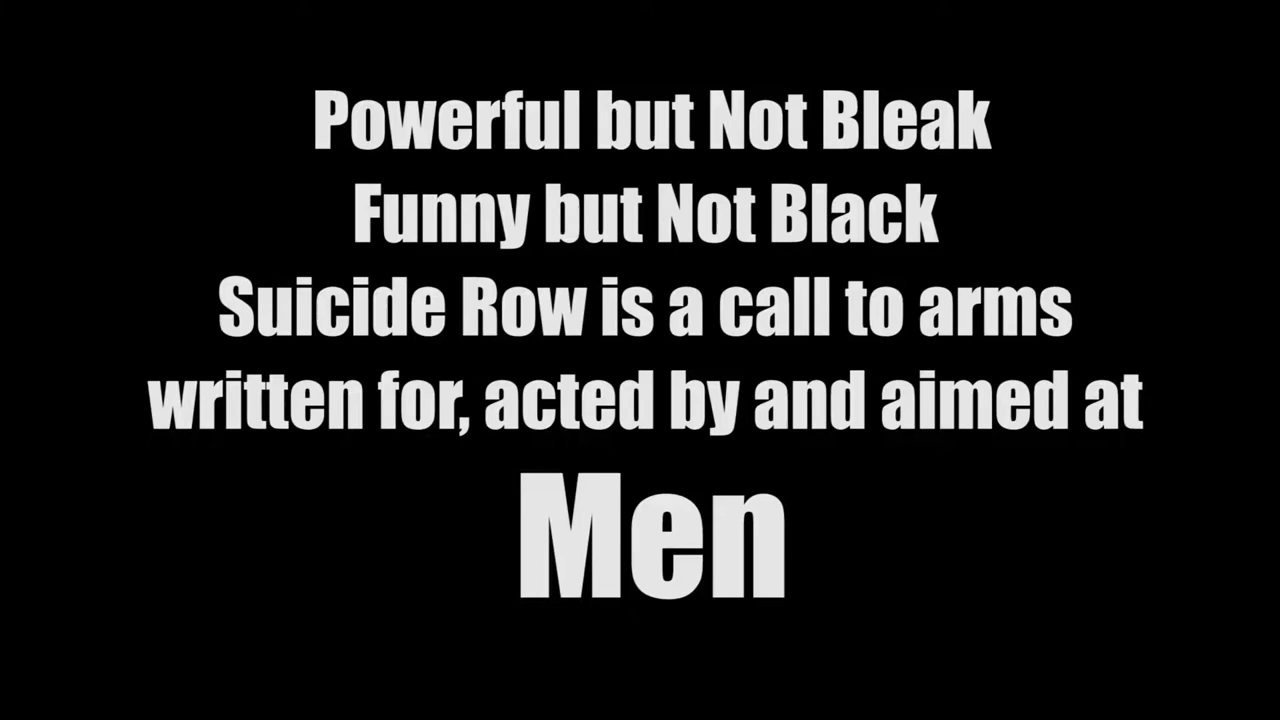 Powerful but Not Bleak
Funny but Not Black
Suicide Row is a call to arms
written for, acted by and aimed at
Men